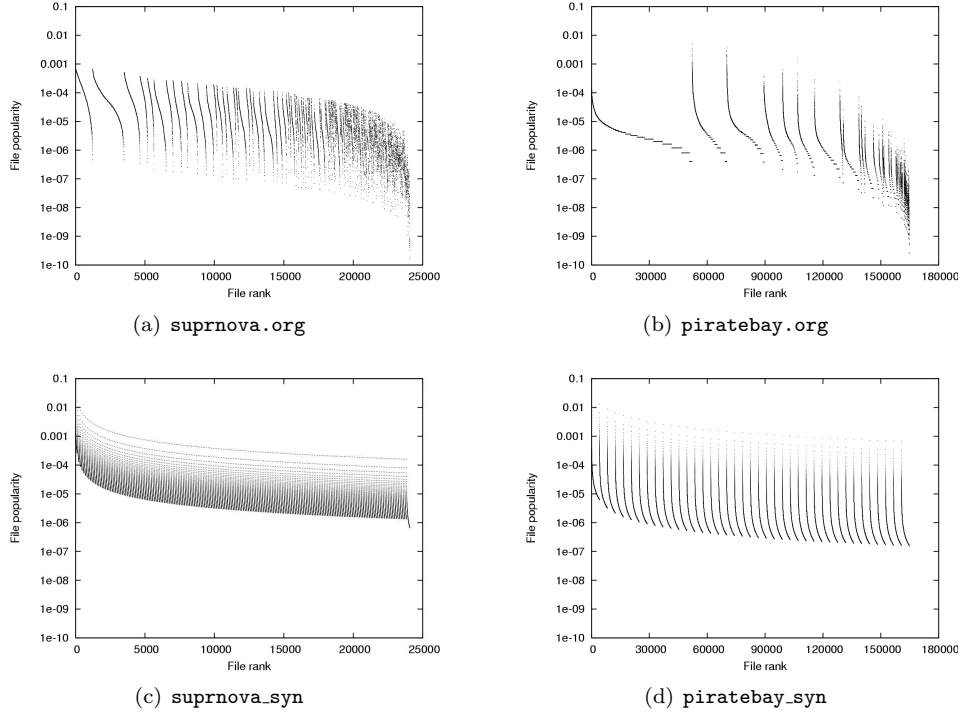 0.1
0.01
0.001
1e-04
1e-05
1e-06
1e-07
1e-08
1e-09
1e-10
File popularity
0 5000 10000 15000 20000 25000
File rank
(a) suprnova.org
0.1
0.01
0.001
1e-04
1e-05
1e-06
1e-07
1e-08
1e-09
1e-10
File popularity
0 30000 60000 90000 120000 150000 180000
File rank
(b) piratebay.org
0.1
0.01
0.001
1e-04
1e-05
1e-06
1e-07
1e-08
1e-09
1e-10
File popularity
0 5000 10000 15000 20000 25000
File rank
(c) suprnova_syn
0.1
0.01
0.001
1e-04
1e-05
1e-06
1e-07
1e-08
1e-09
1e-10
File popularity
0 30000 60000 90000 120000 150000 180000
File rank
(d) piratebay_syn